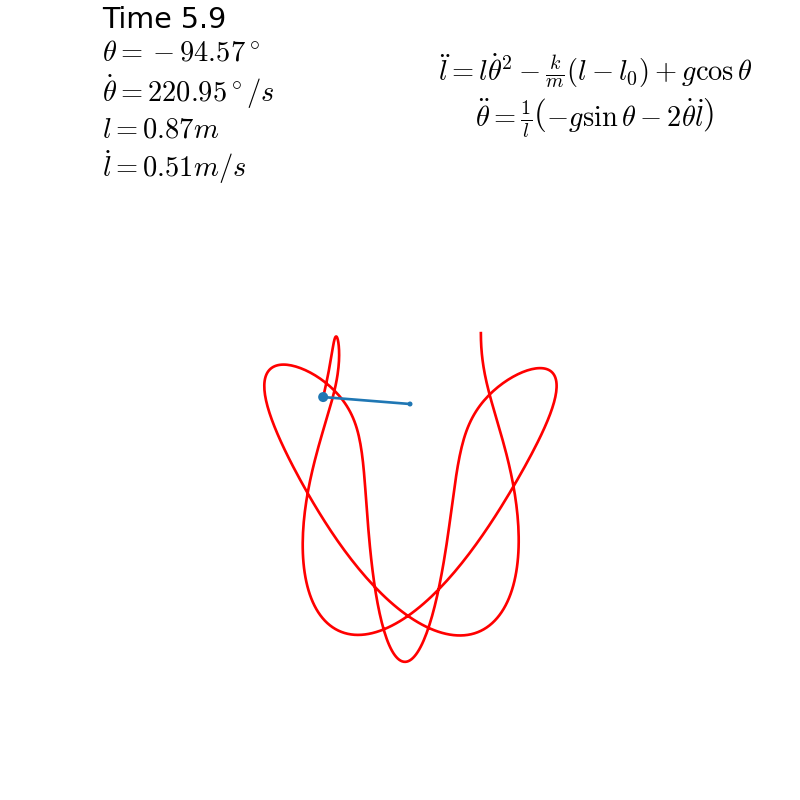 Time 5.9
θ = −94.57°
θ̇ = 220.95°/s
l = 0.87m
l̇ = 0.51m/s
l̈ = lθ̇² − k/m(l − l₀) + g cos θ
θ̈ = 1/l(−g sin θ − 2θ̇l̇)